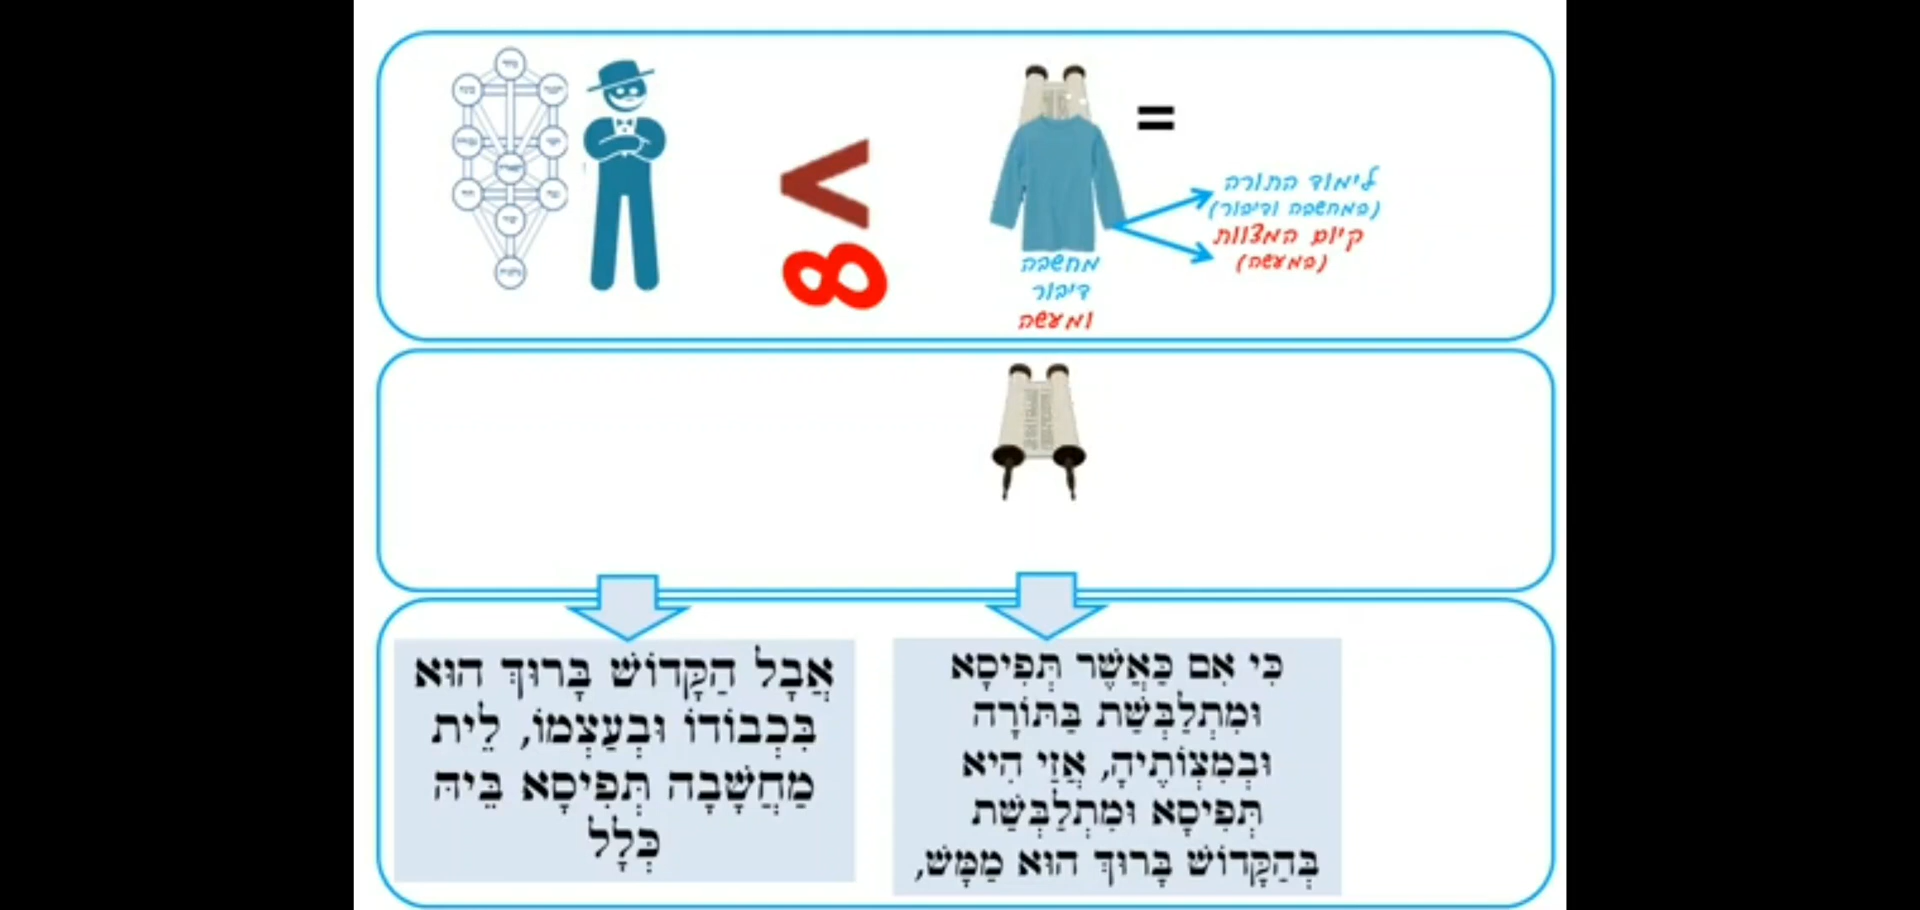 לימוד התורה
(במחשבה ודיבור)
קיום המצוות
(במעשה)
מחשבה
דיבור
ומעשה
8
=
כִּי אִם כַּאֲשֶׁר תְּפִיסָא
וּמִתְלַבְּשֶׁת בַּתּוֹרָה
וּבְמִצְוֹתֶיהָ, אֲזַי הִיא
תְּפִיסָא וּמִתְלַבְּשֶׁת
בְּהַקָּדוֹשׁ בָּרוּךְ הוּא מַמָּשׁ,
אֲבָל הַקָּדוֹשׁ בָּרוּךְ הוּא
בִּכְבוֹדוֹ וּבְעַצְמוֹ, לֵית
מַחֲשָׁבָה תְּפִיסָא בֵּיהּ
כְּלָל